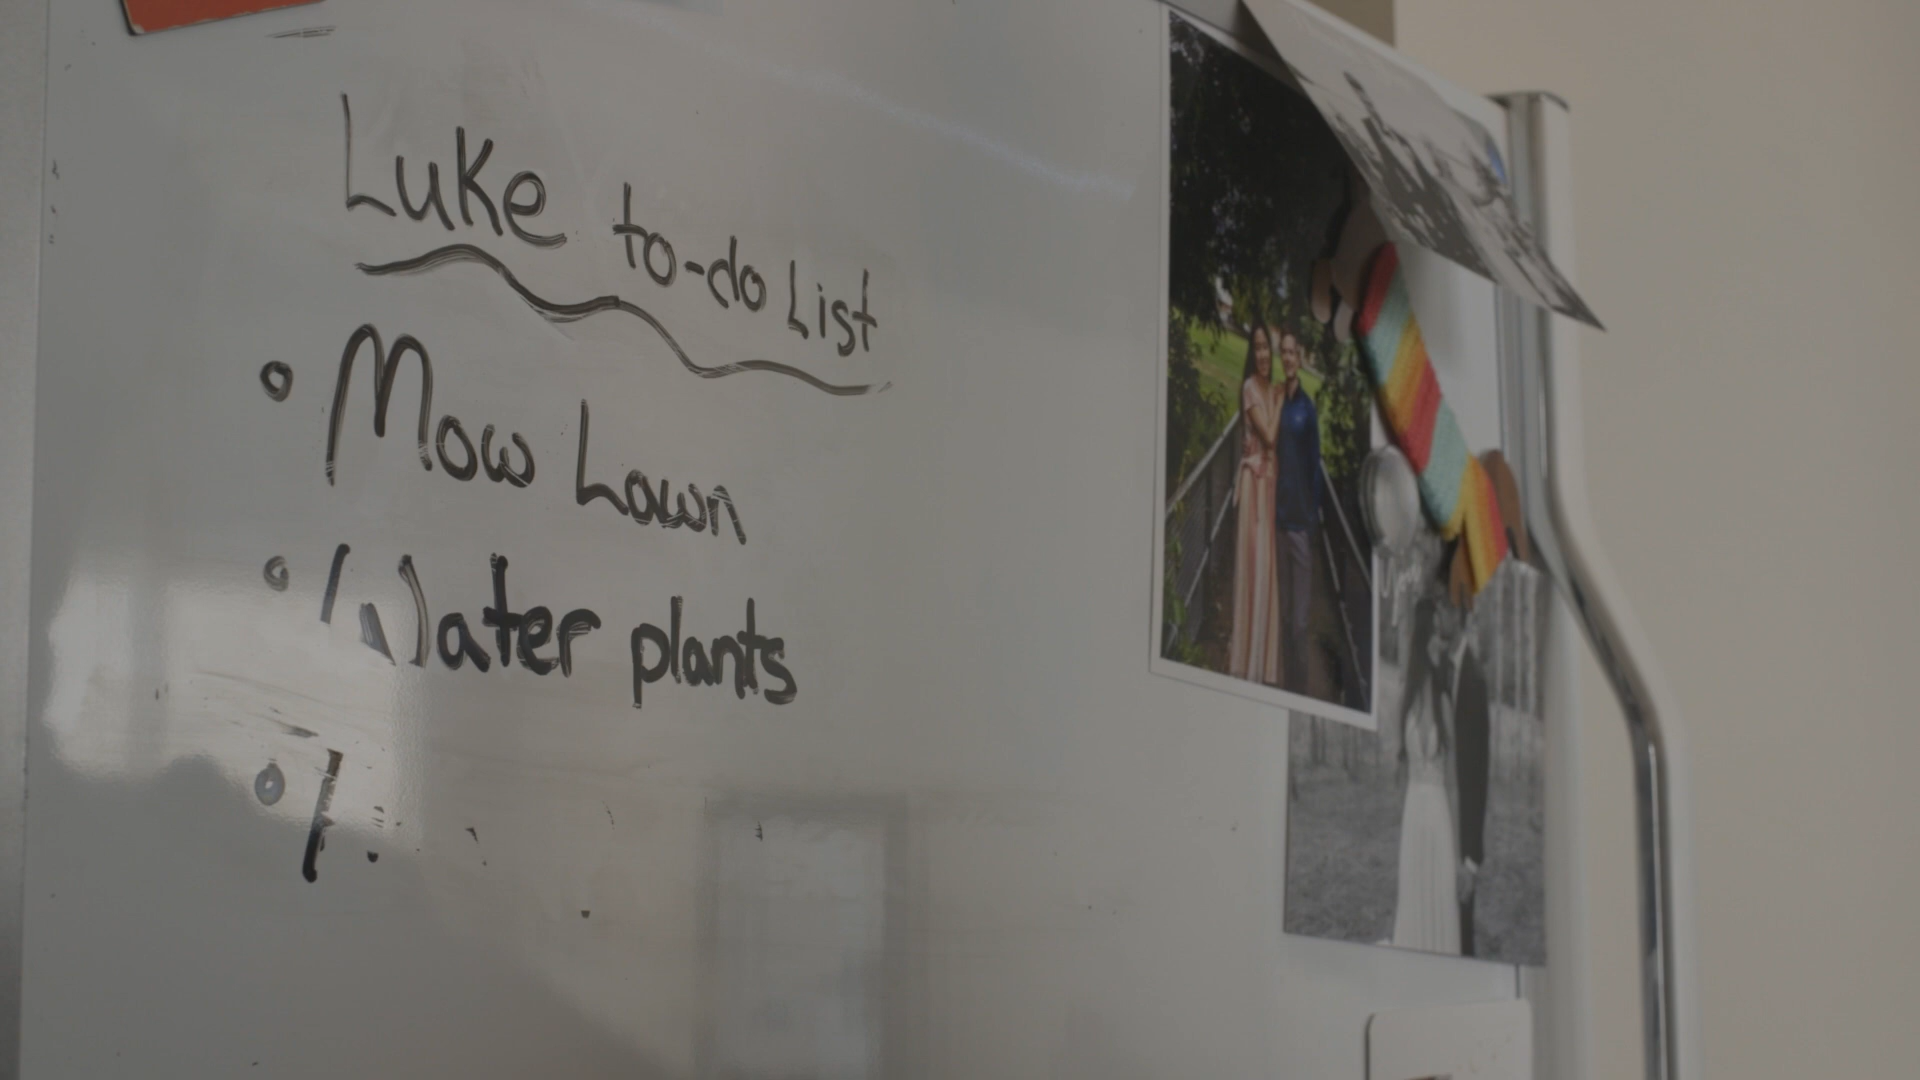 Luke to-do List
• Mow Lawn
• Water plants
•